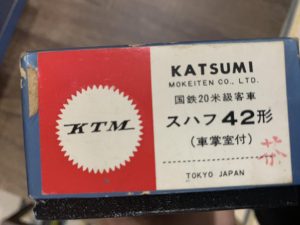 KTM
KATSUMI
MOKEITEN CO., LTD.
国鉄20米級客車
スハフ42形
(車掌室付)
茶
TOKYO JAPAN